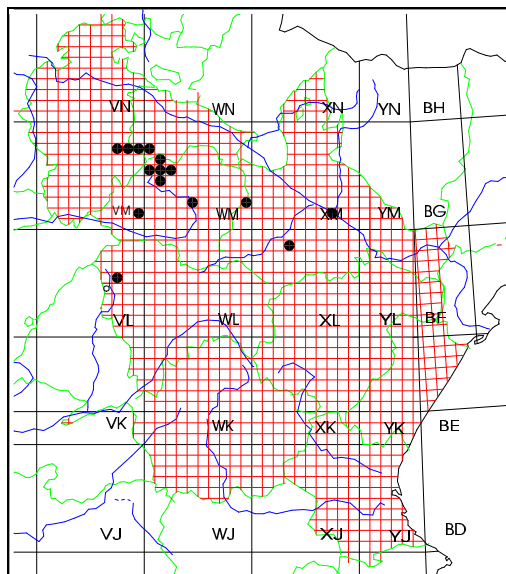 VN WN XN YN BH
VM WM XM YM BG
VL WL XL YL BF
VK WK XK YK BE
VJ WJ XJ YJ BD